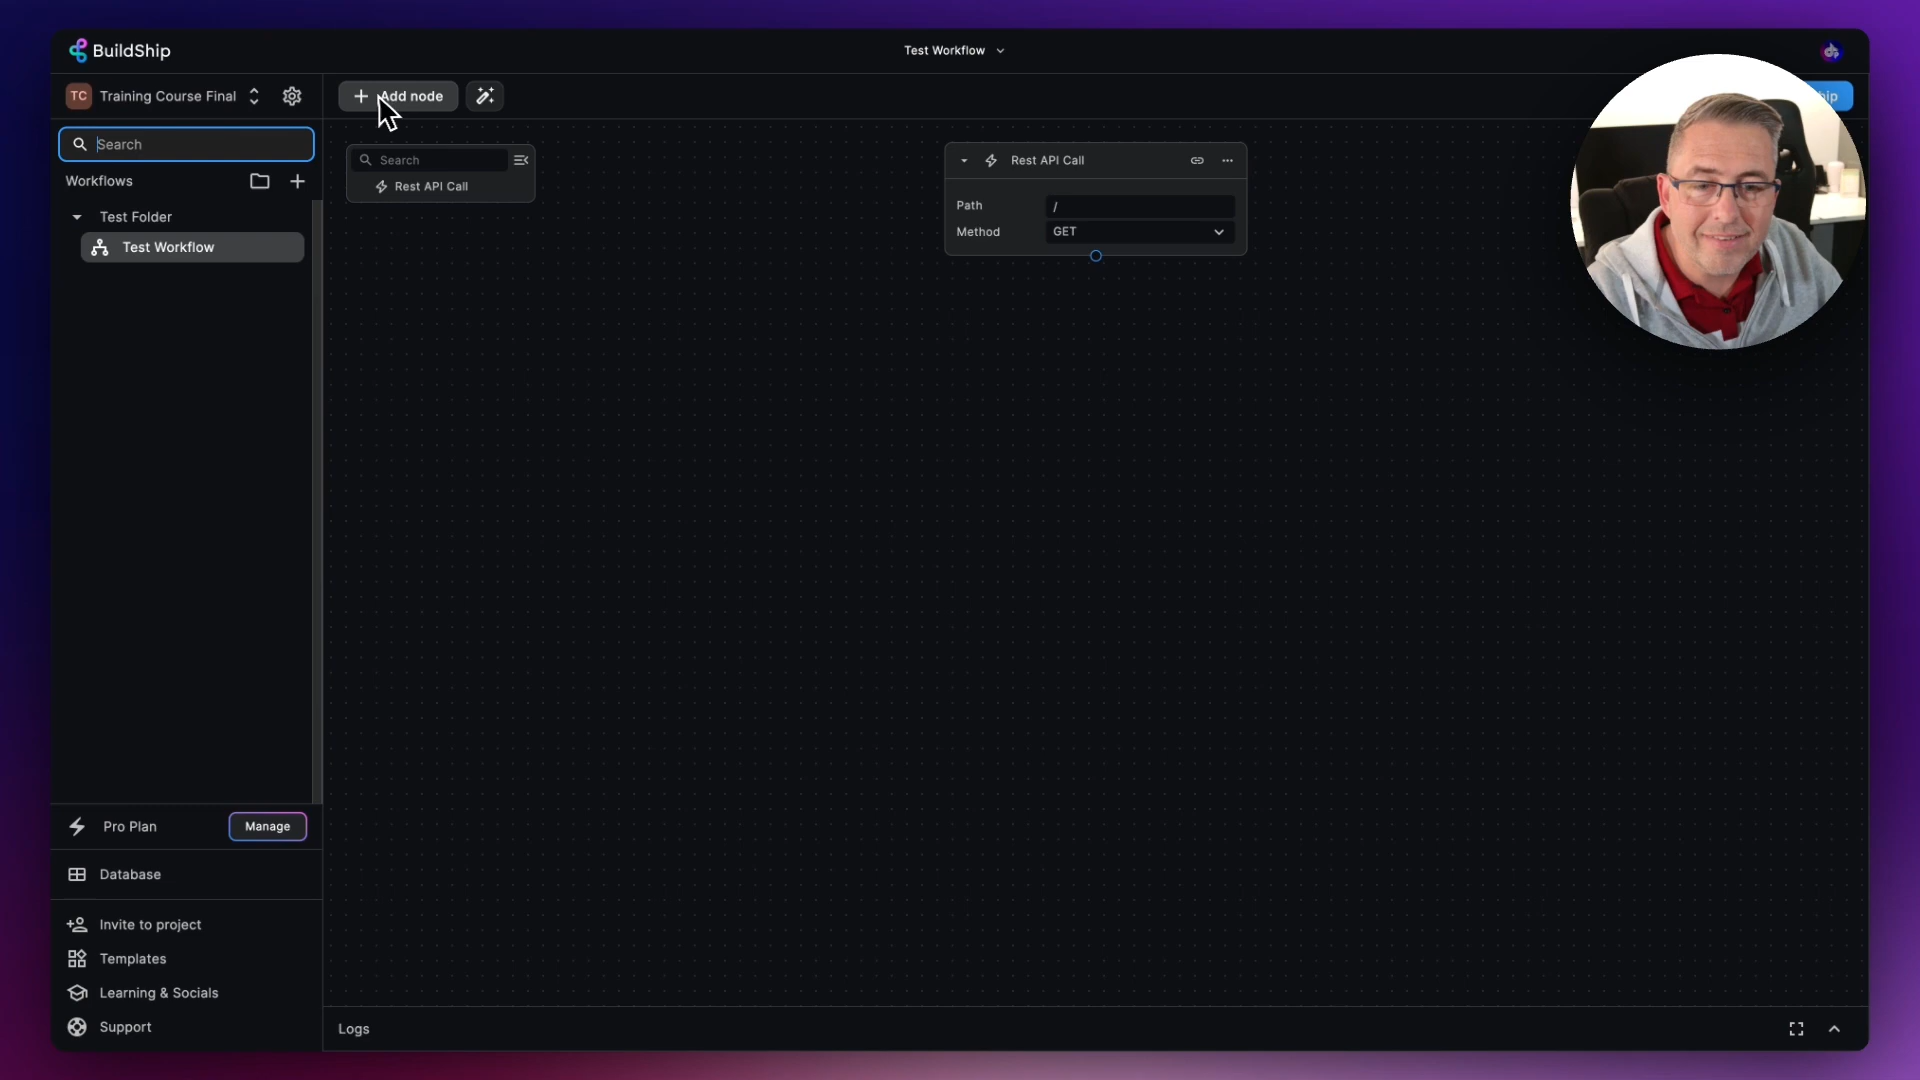 BuildShip
Test Workflow
TC Training Course Final
Add node
Search
Workflows
Test Folder
Test Workflow
Search
Rest API Call
Rest API Call
Path /
Method GET
Pro Plan
Manage
Database
Invite to project
Templates
Learning & Socials
Support
Logs